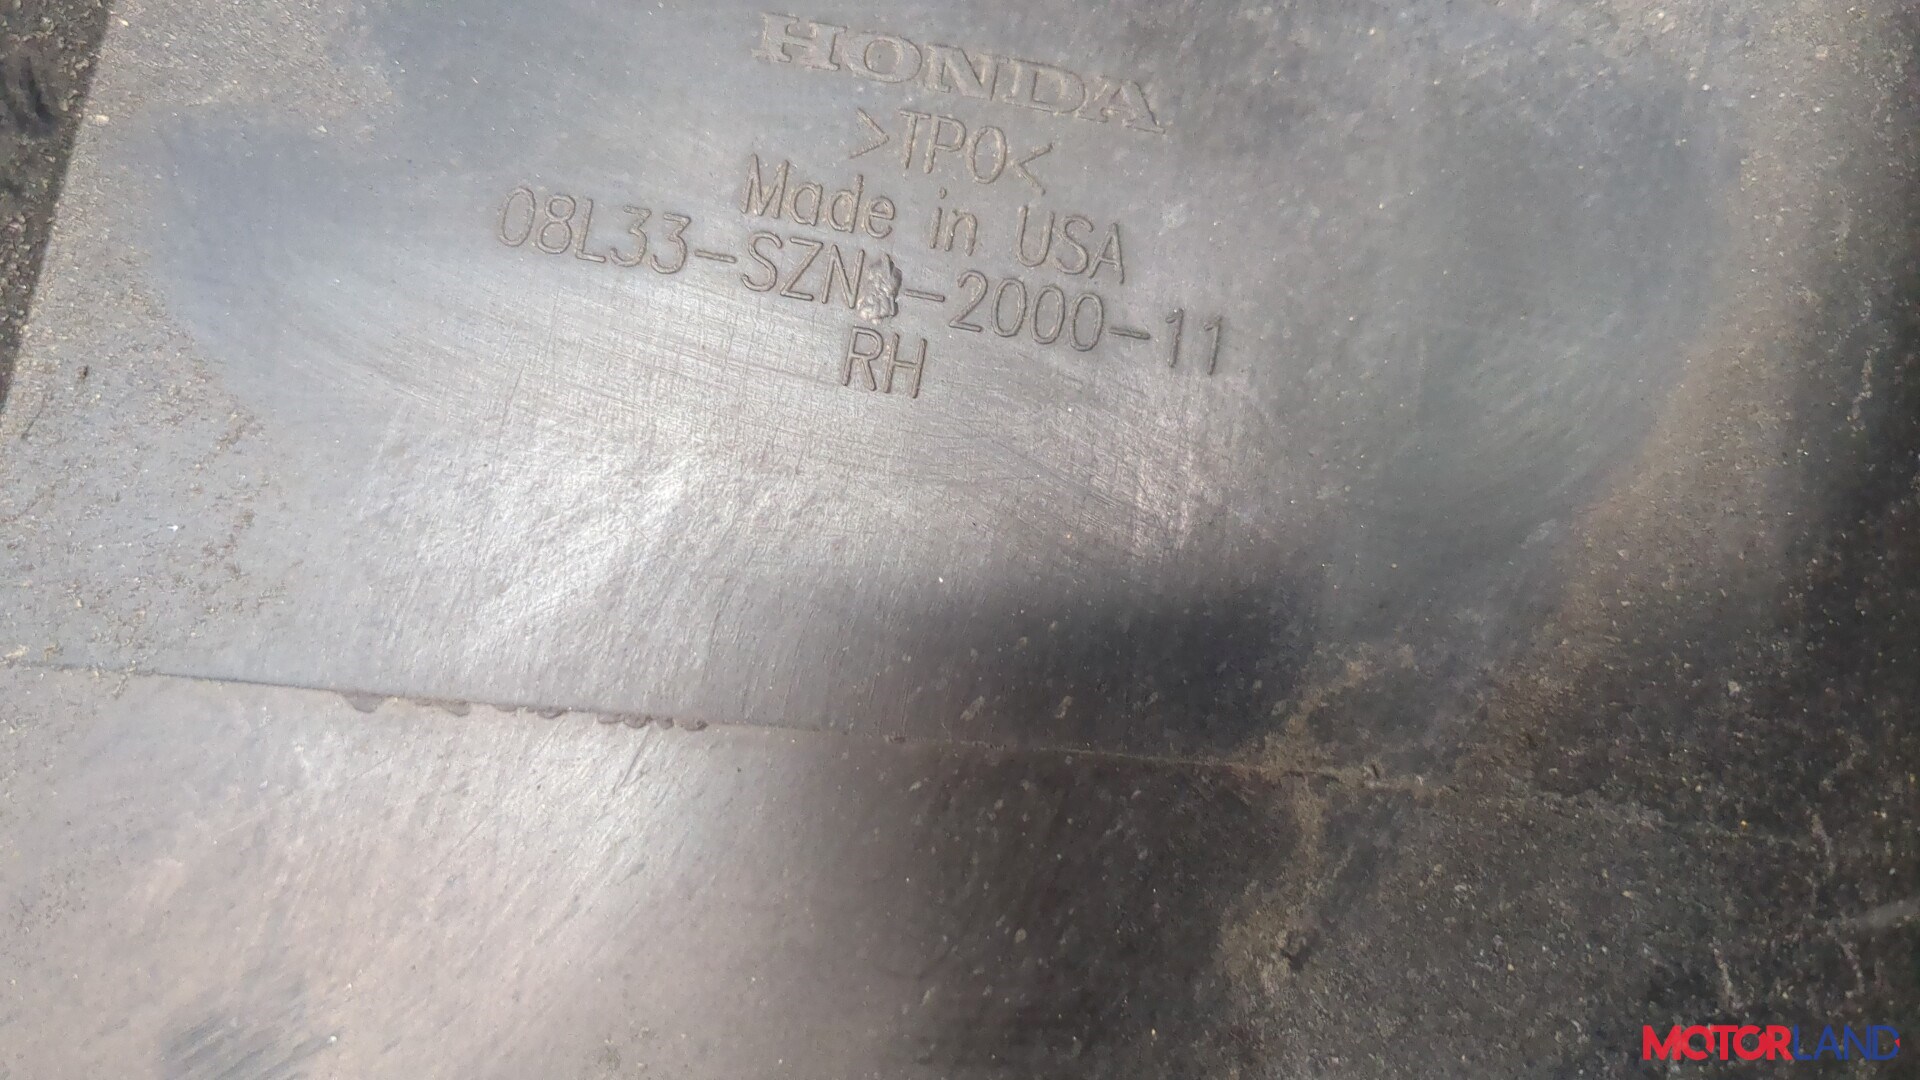 HONDA
>TPO<
Made in USA
08L33-SZN -2000-11
RH
MOTORLAND